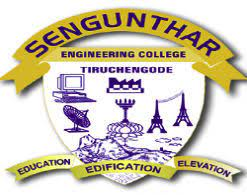 SENGUNTHAR
ENGINEERING COLLEGE
TIRUCHENGODE
EDUCATION EDIFICATION ELEVATION